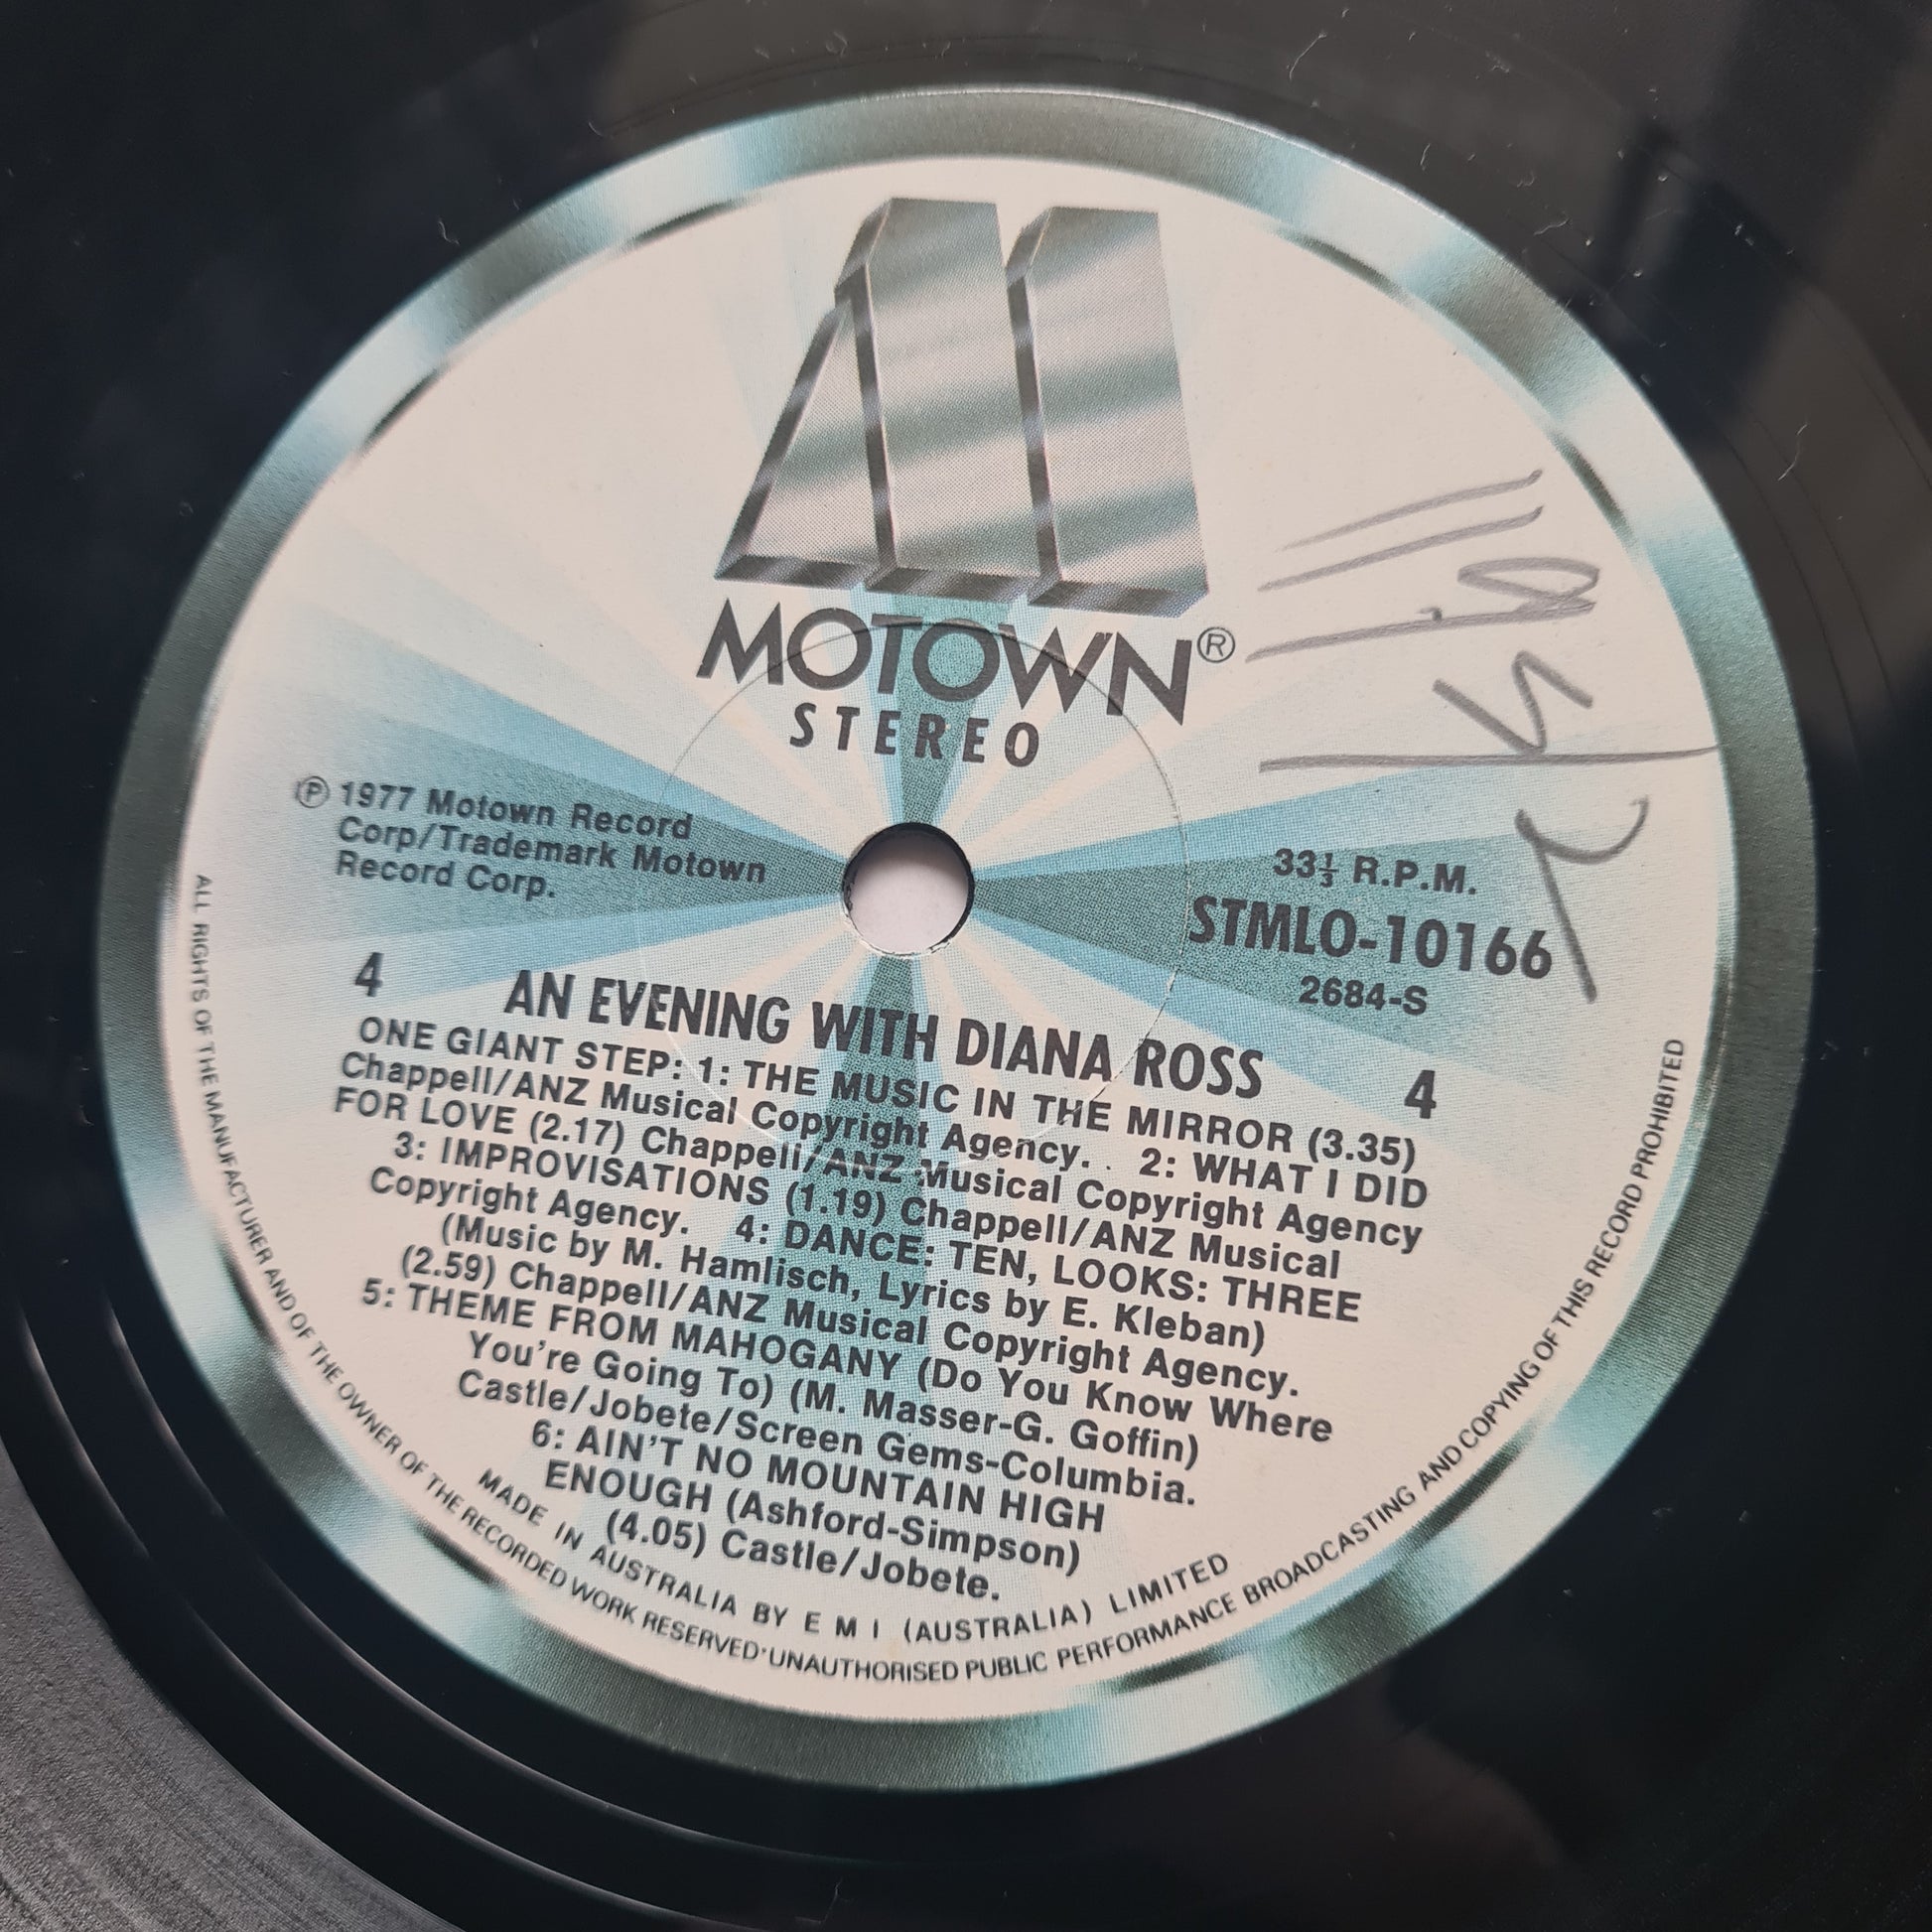 MOTOWN®
STEREO
℗ 1977 Motown Record
Corp/Trademark Motown
Record Corp.
33⅓ R.P.M.
STMLO-10166
2684-S
4
AN EVENING WITH DIANA ROSS
4
ONE GIANT STEP: 1: THE MUSIC IN THE MIRROR (3.35)
Chappell/ANZ Musical Copyright Agency. . 2: WHAT I DID
FOR LOVE (2.17) Chappell/ANZ Musical Copyright Agency
3: IMPROVISATIONS (1.19) Chappell/ANZ Musical
Copyright Agency. 4: DANCE: TEN, LOOKS: THREE
(Music by M. Hamlisch, Lyrics by E. Kleban)
(2.59) Chappell/ANZ Musical Copyright Agency.
5: THEME FROM MAHOGANY (Do You Know Where
You're Going To) (M. Masser-G. Goffin)
Castle/Jobete/Screen Gems-Columbia.
6: AIN'T NO MOUNTAIN HIGH
ENOUGH (Ashford-Simpson)
(4.05) Castle/Jobete.
MADE IN AUSTRALIA BY E M I (AUSTRALIA) LIMITED
ALL RIGHTS OF THE MANUFACTURER AND OF THE OWNER OF THE RECORDED WORK RESERVED·UNAUTHORISED PUBLIC PERFORMANCE BROADCASTING AND COPYING OF THIS RECORD PROHIBITED